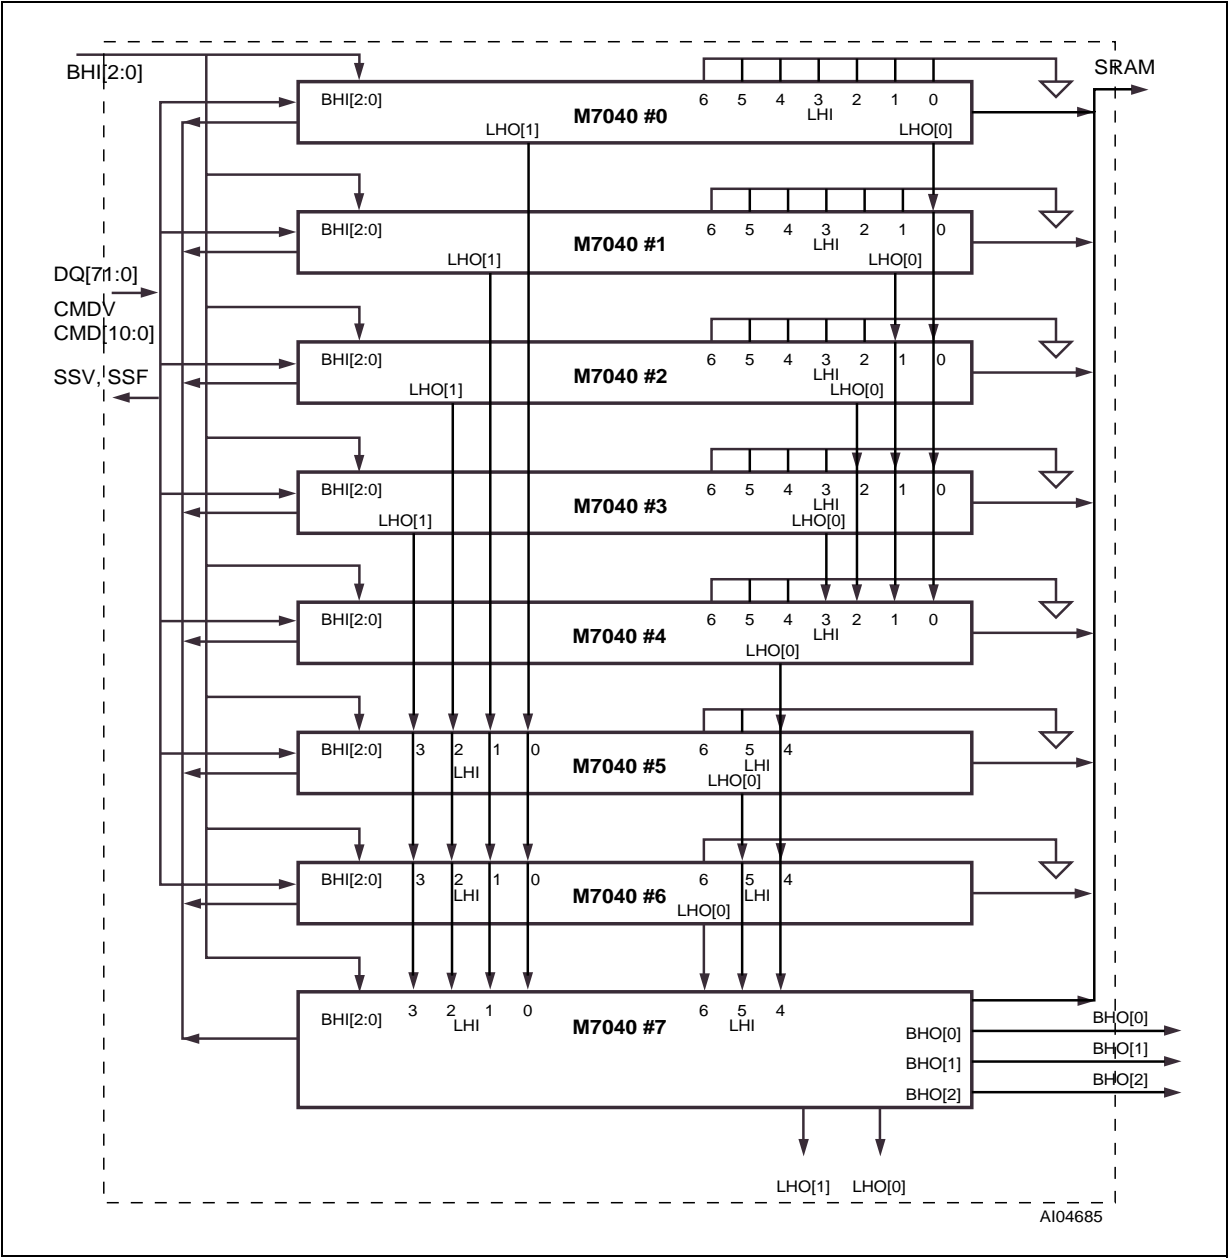 BHI[2:0]
SRAM
BHI[2:0]
6 5 4 3 2 1 0
M7040 #0
LHI
LHO[1]
LHO[0]
BHI[2:0]
6 5 4 3 2 1 0
M7040 #1
LHI
LHO[1]
LHO[0]
DQ[71:0]
CMDV
CMD[10:0]
SSV, SSF
BHI[2:0]
6 5 4 3 2 1 0
M7040 #2
LHI
LHO[1]
LHO[0]
BHI[2:0]
6 5 4 3 2 1 0
M7040 #3
LHI
LHO[1]
LHO[0]
BHI[2:0]
6 5 4 3 2 1 0
M7040 #4
LHI
LHO[0]
BHI[2:0]
3 2 1 0
6 5 4
LHI
M7040 #5
LHI
LHO[0]
BHI[2:0]
3 2 1 0
6 5 4
LHI
M7040 #6
LHI
LHO[0]
BHI[2:0]
3 2 1 0
6 5 4
LHI
M7040 #7
LHI
BHO[0]
BHO[0]
BHO[1]
BHO[1]
BHO[2]
BHO[2]
LHO[1]
LHO[0]
AI04685